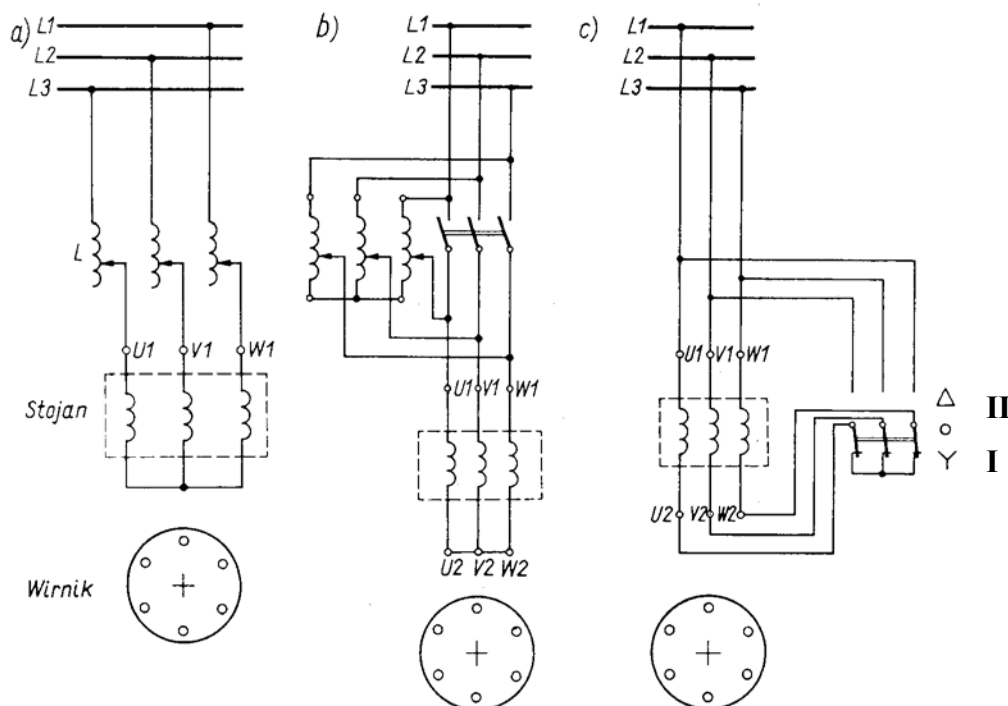 a) L1
L2
L3
L
U1 V1 W1
Stojan
Wirnik
b) L1
L2
L3
U1 V1 W1
U2 V2 W2
c) L1
L2
L3
U1 V1 W1
U2 V2 W2
△ II
Y I